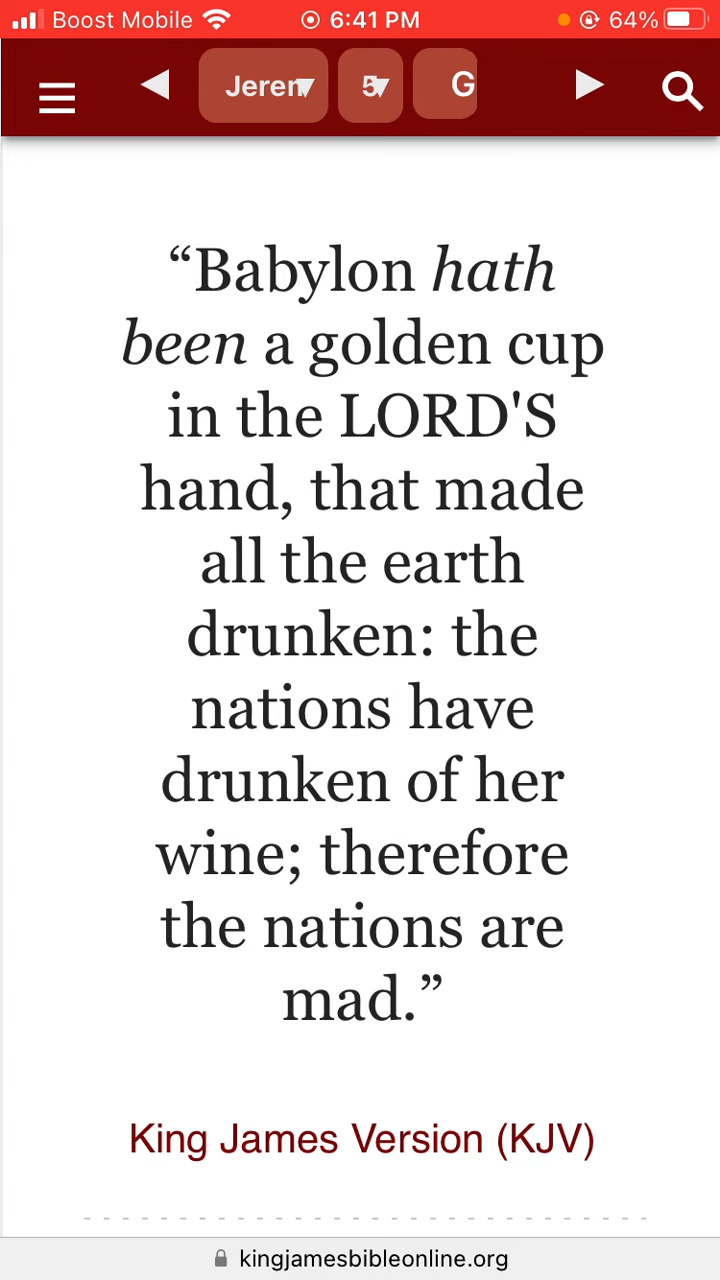 Boost Mobile 6:41 PM 64%
5 G
“Babylon hath
been a golden cup
in the LORD'S
hand, that made
all the earth
drunken: the
nations have
drunken of her
wine; therefore
the nations are
mad.”
King James Version (KJV)
kingjamesbibleonline.org